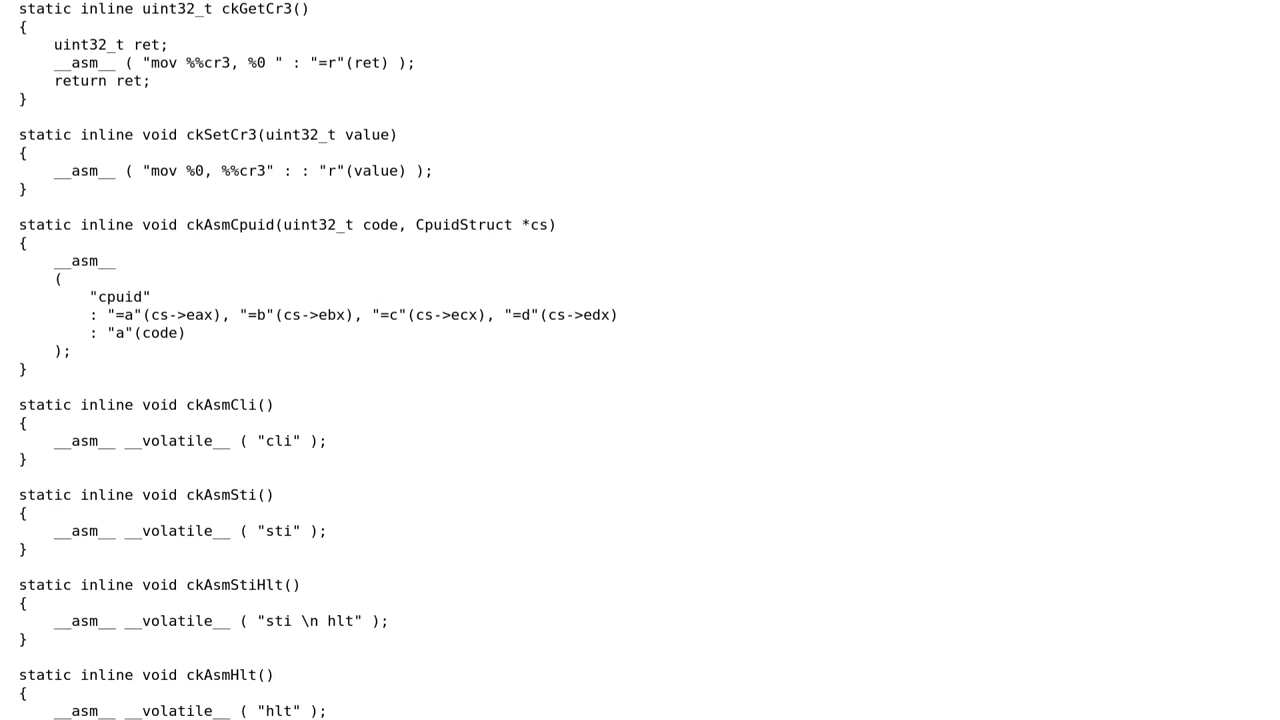 static inline uint32_t ckGetCr3()
{
    uint32_t ret;
    __asm__ ( "mov %%cr3, %0 " : "=r"(ret) );
    return ret;
}

static inline void ckSetCr3(uint32_t value)
{
    __asm__ ( "mov %0, %%cr3" : : "r"(value) );
}

static inline void ckAsmCpuid(uint32_t code, CpuidStruct *cs)
{
    __asm__
    (
        "cpuid"
        : "=a"(cs->eax), "=b"(cs->ebx), "=c"(cs->ecx), "=d"(cs->edx)
        : "a"(code)
    );
}

static inline void ckAsmCli()
{
    __asm__ __volatile__ ( "cli" );
}

static inline void ckAsmSti()
{
    __asm__ __volatile__ ( "sti" );
}

static inline void ckAsmStiHlt()
{
    __asm__ __volatile__ ( "sti \n hlt" );
}

static inline void ckAsmHlt()
{
    __asm__ __volatile__ ( "hlt" );